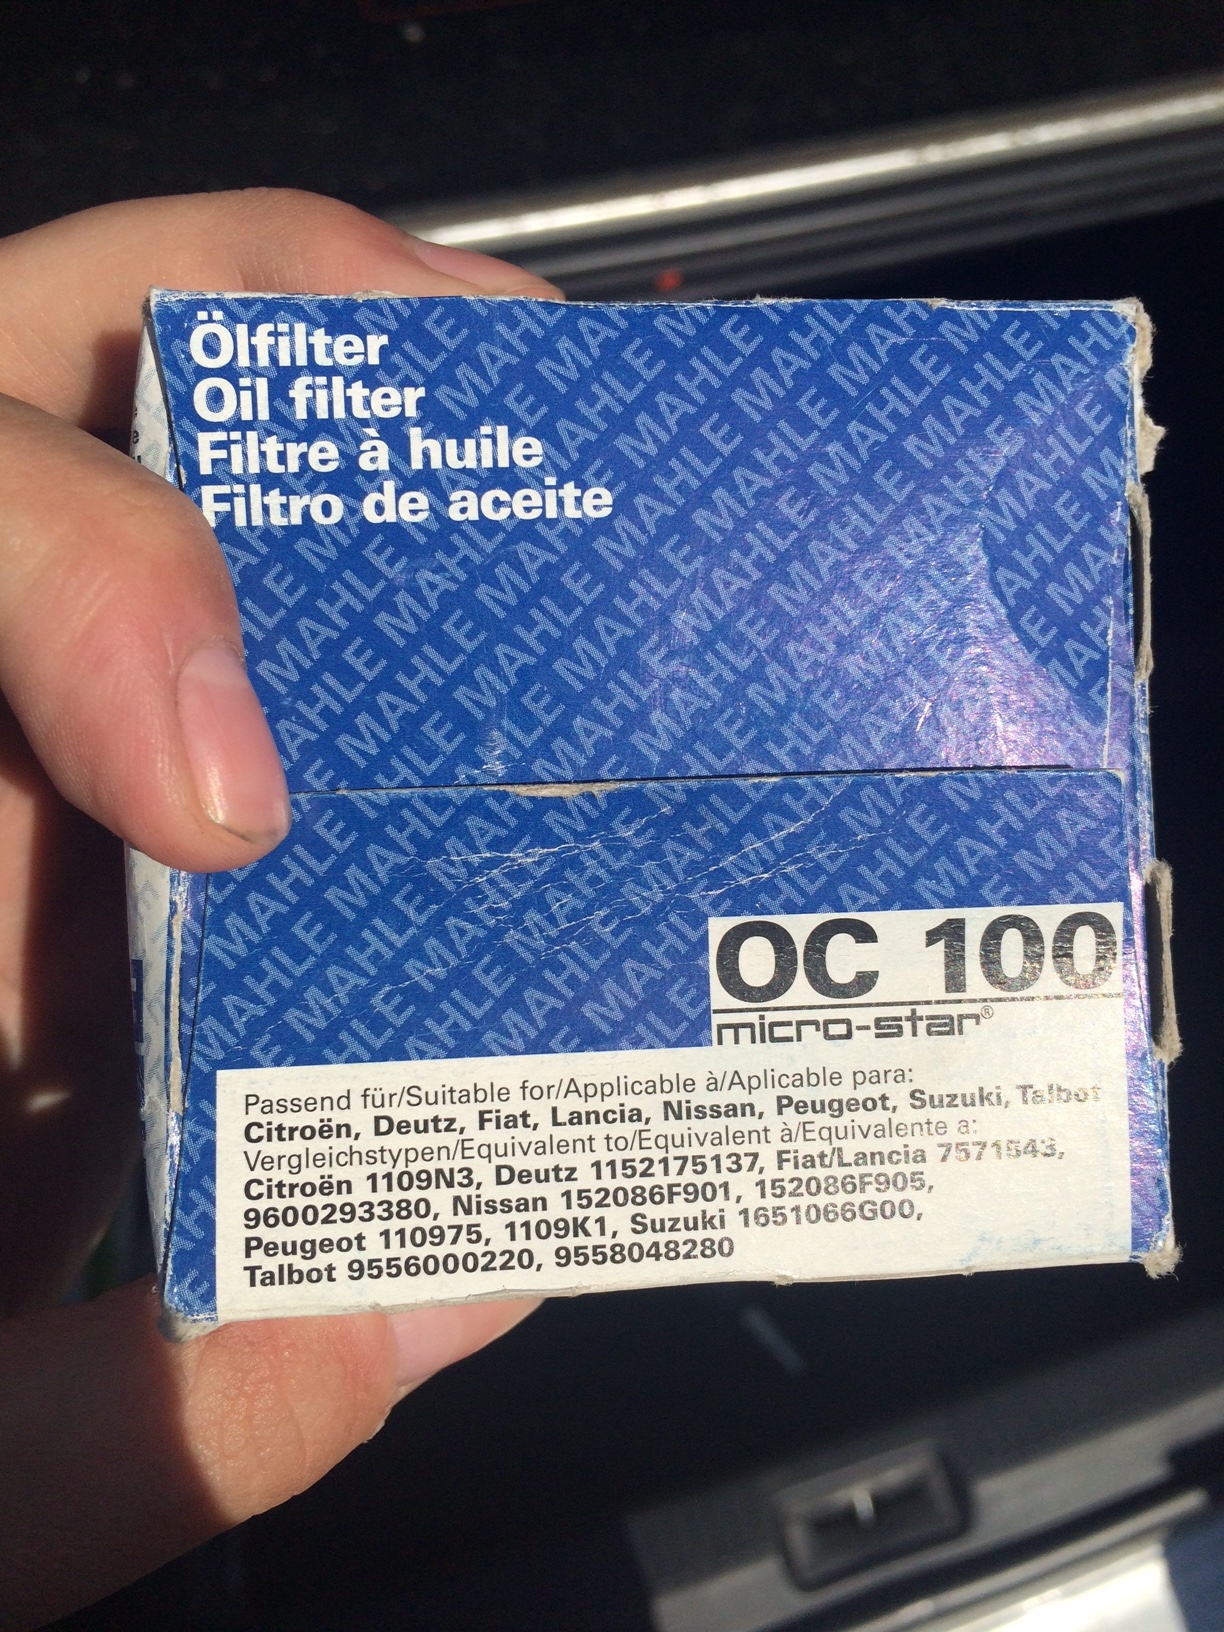 Ölfilter
Oil filter
Filtre à huile
Filtro de aceite
OC 100
micro-star®
Passend für/Suitable for/Applicable à/Aplicable para:
Citroën, Deutz, Fiat, Lancia, Nissan, Peugeot, Suzuki, Talbot
Vergleichstypen/Equivalent to/Equivalent à/Equivalente a:
Citroën 1109N3, Deutz 1152175137, Fiat/Lancia 7571543,
9600293380, Nissan 152086F901, 152086F905,
Peugeot 110975, 1109K1, Suzuki 1651066G00,
Talbot 9556000220, 9558048280
MAHLE